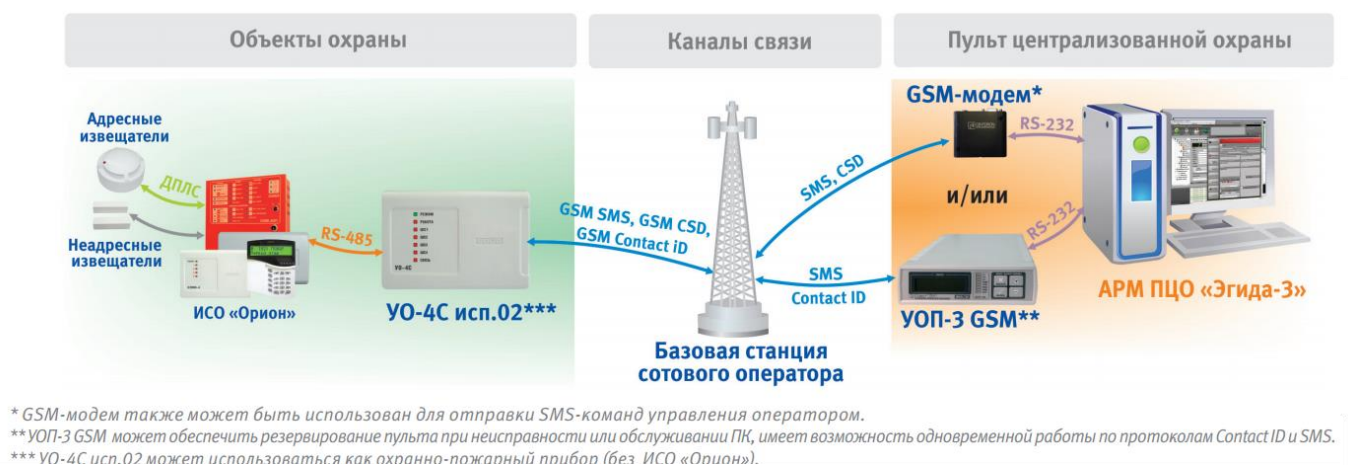 Объекты охраны
Каналы связи
Пульт централизованной охраны
Адресные
извещатели
ДПЛС
Неадресные
извещатели
ИСО «Орион»
RS-485
УО-4С
УО-4С исп.02***
GSM SMS, GSM CSD,
GSM Contact iD
Базовая станция
сотового оператора
SMS, CSD
SMS
Contact ID
GSM-модем*
RS-232
и/или
RS-232
УОП-3 GSM**
АРМ ПЦО «Эгида-3»
* GSM-модем также может быть использован для отправки SMS-команд управления оператором.
** УОП-3 GSM может обеспечить резервирование пульта при неисправности или обслуживании ПК, имеет возможность одновременной работы по протоколам Contact ID и SMS.
*** УО-4С исп.02 может использоваться как охранно-пожарный прибор (без ИСО «Орион»).